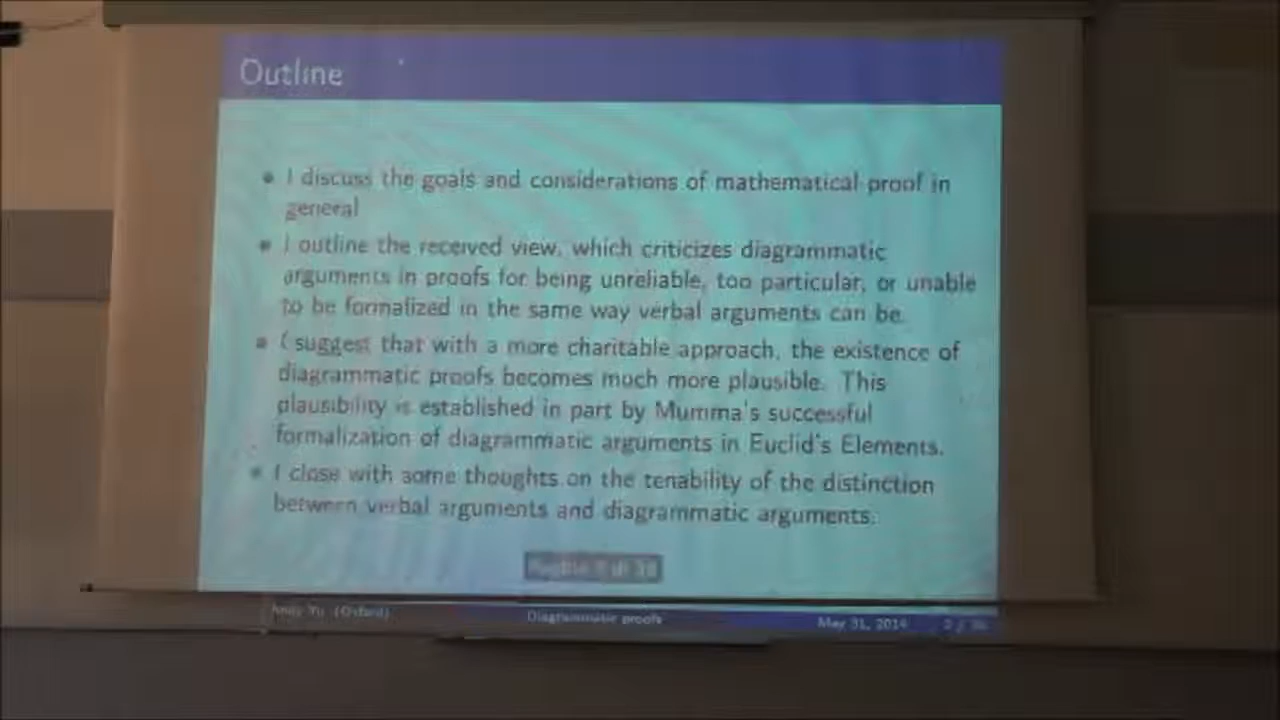 Outline
• I discuss the goals and considerations of mathematical proof in
general
• I outline the received view, which criticizes diagrammatic
arguments in proofs for being unreliable, too particular, or unable
to be formalized in the same way verbal arguments can be.
• I suggest that with a more charitable approach, the existence of
diagrammatic proofs becomes much more plausible. This
plausibility is established in part by Mumma's successful
formalization of diagrammatic arguments in Euclid's Elements.
• I close with some thoughts on the tenability of the distinction
between verbal arguments and diagrammatic arguments.
Andy Yu (Oxford) Diagrammatic proofs May 31, 2014 2 /